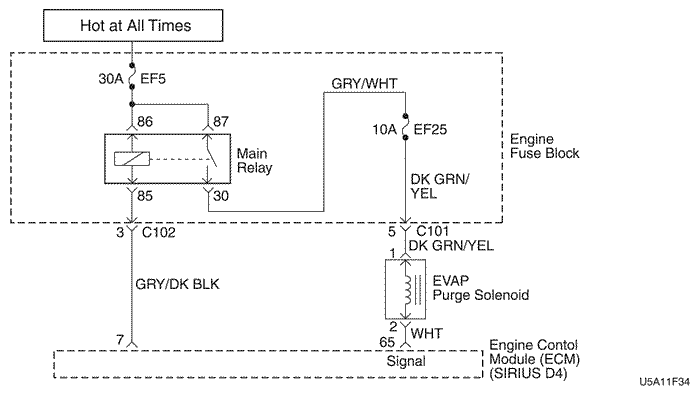 Hot at All Times
30A EF5
GRY/WHT
86
87
10A EF25
Engine
Fuse Block
Main
Relay
DK GRN/
YEL
85
30
3 C102
5 C101
DK GRN/YEL
1
GRY/DK BLK
EVAP
Purge Solenoid
2
WHT
7
65
Signal
Engine Contol
Module (ECM)
(SIRIUS D4)
U5A11F34